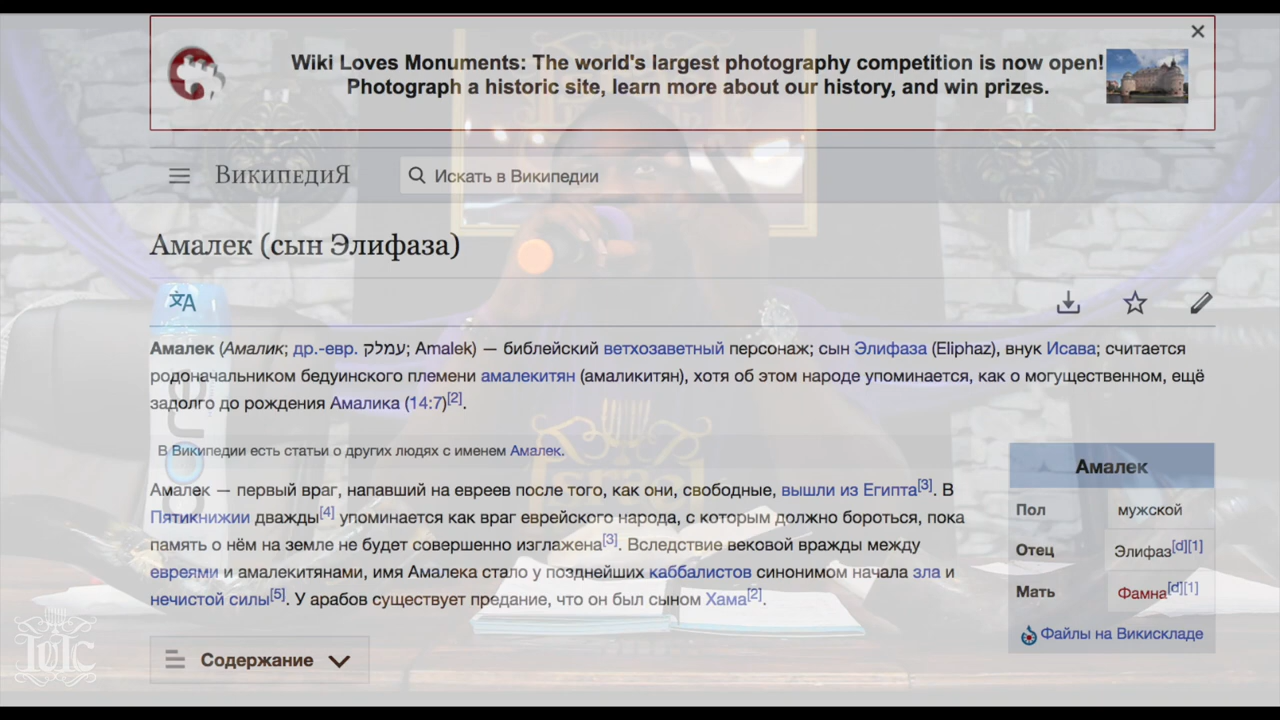 Wiki Loves Monuments: The world's largest photography competition is now open!
Photograph a historic site, learn more about our history, and win prizes.
ВикипедиЯ
Искать в Википедии
Амалек (сын Элифаза)
Амалек (Амалик; др.-евр. עמלק; Amalek) — библейский ветхозаветный персонаж; сын Элифаза (Eliphaz), внук Исава; считается
родоначальником бедуинского племени амалекитян (амаликитян), хотя об этом народе упоминается, как о могущественном, ещё
задолго до рождения Амалика (14:7)[2].
В Википедии есть статьи о других людях с именем Амалек.
Амалек — первый враг, напавший на евреев после того, как они, свободные, вышли из Египта[3]. В
Пятикнижии дважды[4] упоминается как враг еврейского народа, с которым должно бороться, пока
память о нём на земле не будет совершенно изглажена[3]. Вследствие вековой вражды между
евреями и амалекитянами, имя Амалека стало у позднейших каббалистов синонимом начала зла и
нечистой силы[5]. У арабов существует предание, что он был сыном Хама[2].
Амалек
Пол мужской
Отец Элифаз[d][1]
Мать Фамна[d][1]
Файлы на Викискладе
Содержание
IUIC